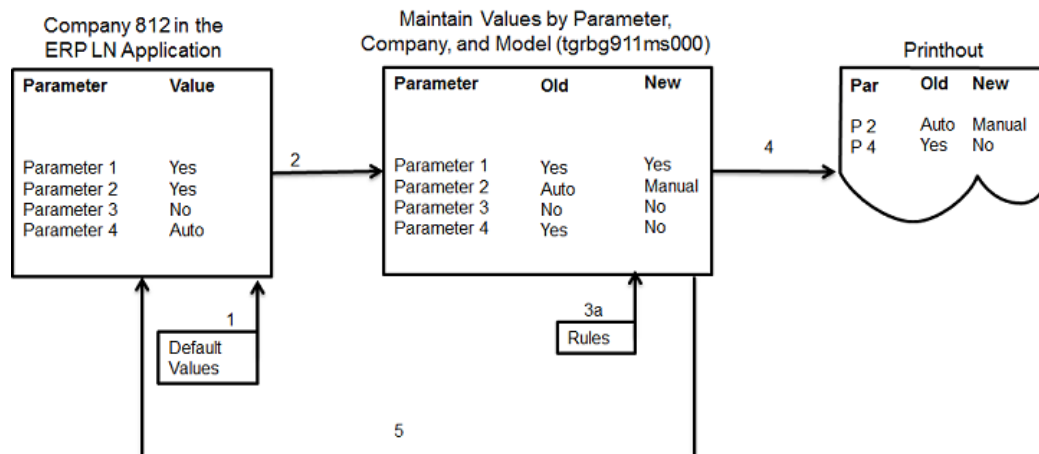 Company 812 in the
ERP LN Application
Parameter Value
Parameter 1 Yes
Parameter 2 Yes
Parameter 3 No
Parameter 4 Auto
1
Default
Values
2
Maintain Values by Parameter,
Company, and Model (tgrbg911ms000)
Parameter Old New
Parameter 1 Yes Yes
Parameter 2 Auto Manual
Parameter 3 No No
Parameter 4 Yes No
3a
Rules
4
Printhout
Par Old New
P 2 Auto Manual
P 4 Yes No
5